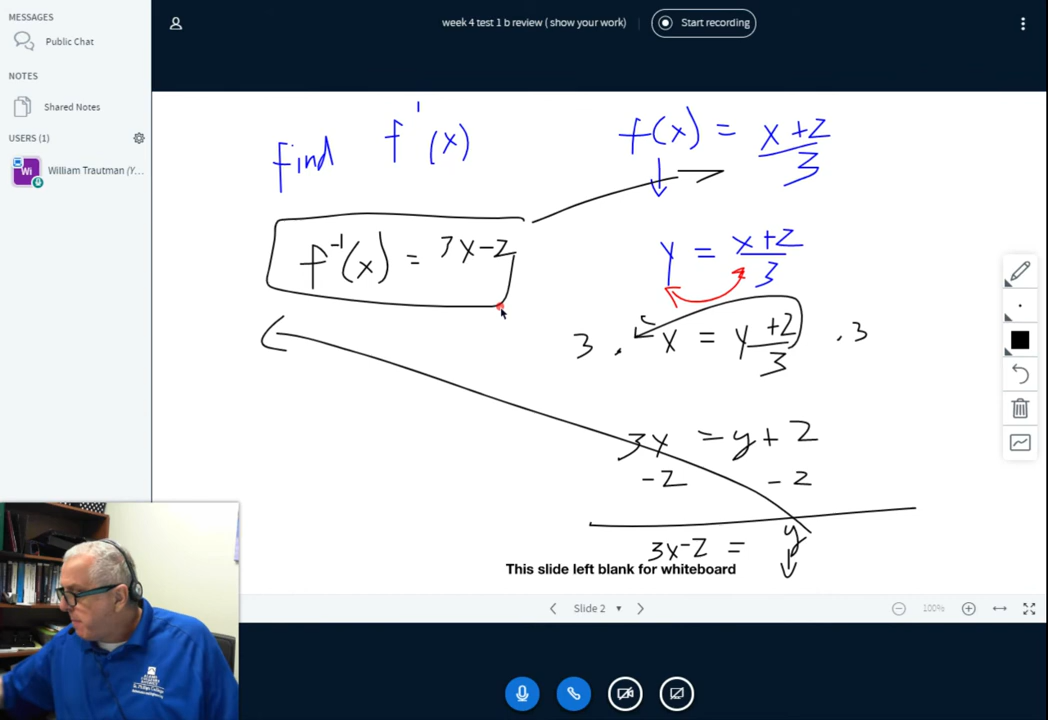 MESSAGES
Public Chat
NOTES
Shared Notes
USERS (1)
Wi
William Trautman (Y...
week 4 test 1 b review ( show your work)
Start recording
find f'(x)
f(x) = x+2/3
f⁻¹(x) = 3x-2
y = x+2/3
3 . x = y+2/3 . 3
3x = y+2
-2 -2
3x-2 = y
This slide left blank for whiteboard
Slide 2
100%